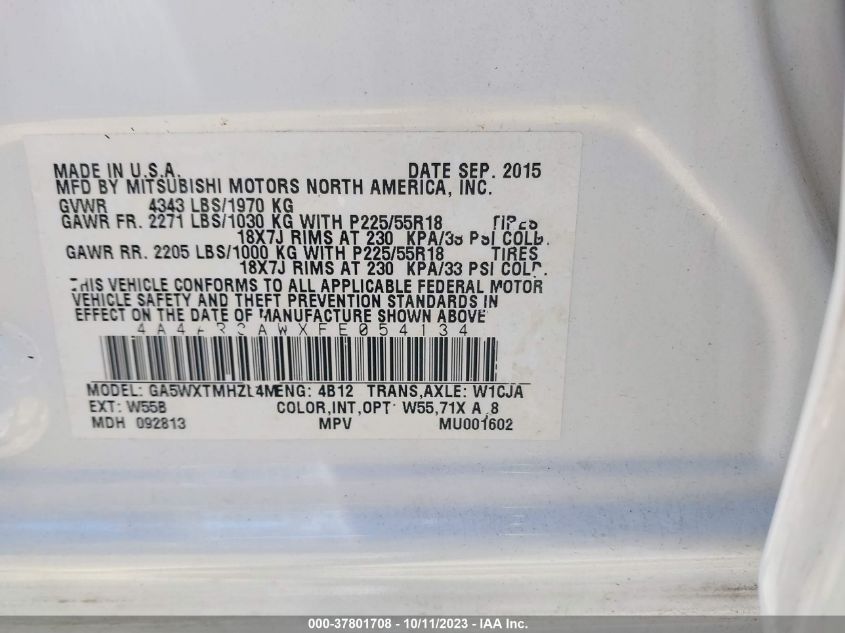 MADE IN U.S.A. DATE SEP. 2015
MFD BY MITSUBISHI MOTORS NORTH AMERICA, INC.
GVWR 4343 LBS/1970 KG
GAWR FR. 2271 LBS/1030 KG WITH P225/55R18 TIRES
18X7J RIMS AT 230 KPA/33 PSI COLD.
GAWR RR. 2205 LBS/1000 KG WITH P225/55R18 TIRES
18X7J RIMS AT 230 KPA/33 PSI COLD.
THIS VEHICLE CONFORMS TO ALL APPLICABLE FEDERAL MOTOR
VEHICLE SAFETY AND THEFT PREVENTION STANDARDS IN
EFFECT ON THE DATE OF MANUFACTURE SHOWN ABOVE
4A4AR3AWXFE054134
MODEL: GA5WXTMHZL4M ENG: 4B12 TRANS,AXLE: W1CJA
EXT: W55B COLOR,INT,OPT: W55,71X A,8
MDH 092813 MPV MU001602
000-37801708 - 10/11/2023 - IAA Inc.